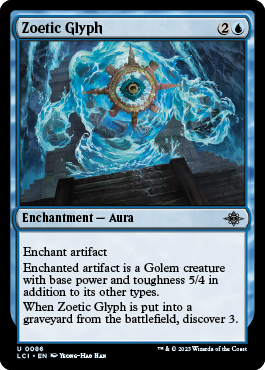 Zoetic Glyph 2
Enchantment — Aura
Enchant artifact
Enchanted artifact is a Golem creature
with base power and toughness 5/4 in
addition to its other types.
When Zoetic Glyph is put into a
graveyard from the battlefield, discover 3.
U 0086
LCI • EN Yeong-Hao Han
™ & © 2023 Wizards of the Coast